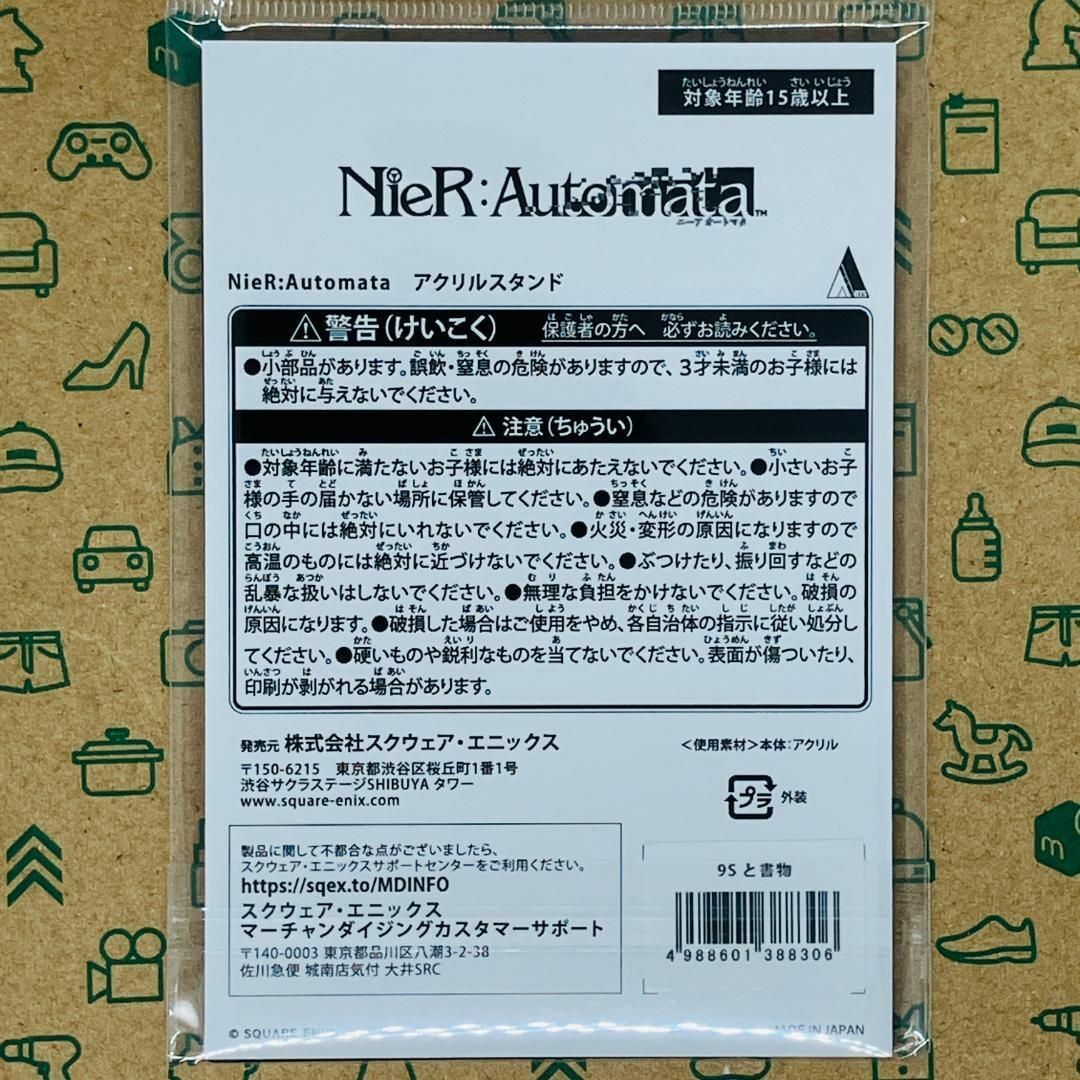 対象年齢15歳以上
NieR:Automata™
ニーア オートマタ
NieR:Automata アクリルスタンド
⚠警告(けいこく) 保護者の方へ 必ずお読みください。
●小部品があります。誤飲・窒息の危険がありますので、3才未満のお子様には
絶対に与えないでください。
⚠ 注意(ちゅうい)
●対象年齢に満たないお子様には絶対にあたえないでください。●小さいお子
様の手の届かない場所に保管してください。●窒息などの危険がありますので
口の中には絶対にいれないでください。●火災・変形の原因になりますので
高温のものには絶対に近づけないでください。●ぶつけたり、振り回すなどの
乱暴な扱いはしないでください。●無理な負担をかけないでください。破損の
原因になります。●破損した場合はご使用をやめ、各自治体の指示に従い処分し
てください。●硬いものや鋭利なものを当てないでください。表面が傷ついたり、
印刷が剥がれる場合があります。
発売元 株式会社スクウェア・エニックス
〒150-6215 東京都渋谷区桜丘町1番1号
渋谷サクラステージSHIBUYA タワー
www.square-enix.com
<使用素材>本体:アクリル
プラ 外装
製品に関して不都合な点がございましたら、
スクウェア・エニックスサポートセンターをご利用ください。
https://sqex.to/MDINFO
スクウェア・エニックス
マーチャンダイジングカスタマーサポート
〒140-0003 東京都品川区八潮3-2-38
佐川急便 城南店気付 大井SRC
9S と書物
4 988601 388306
© SQUARE ENIX
MADE IN JAPAN